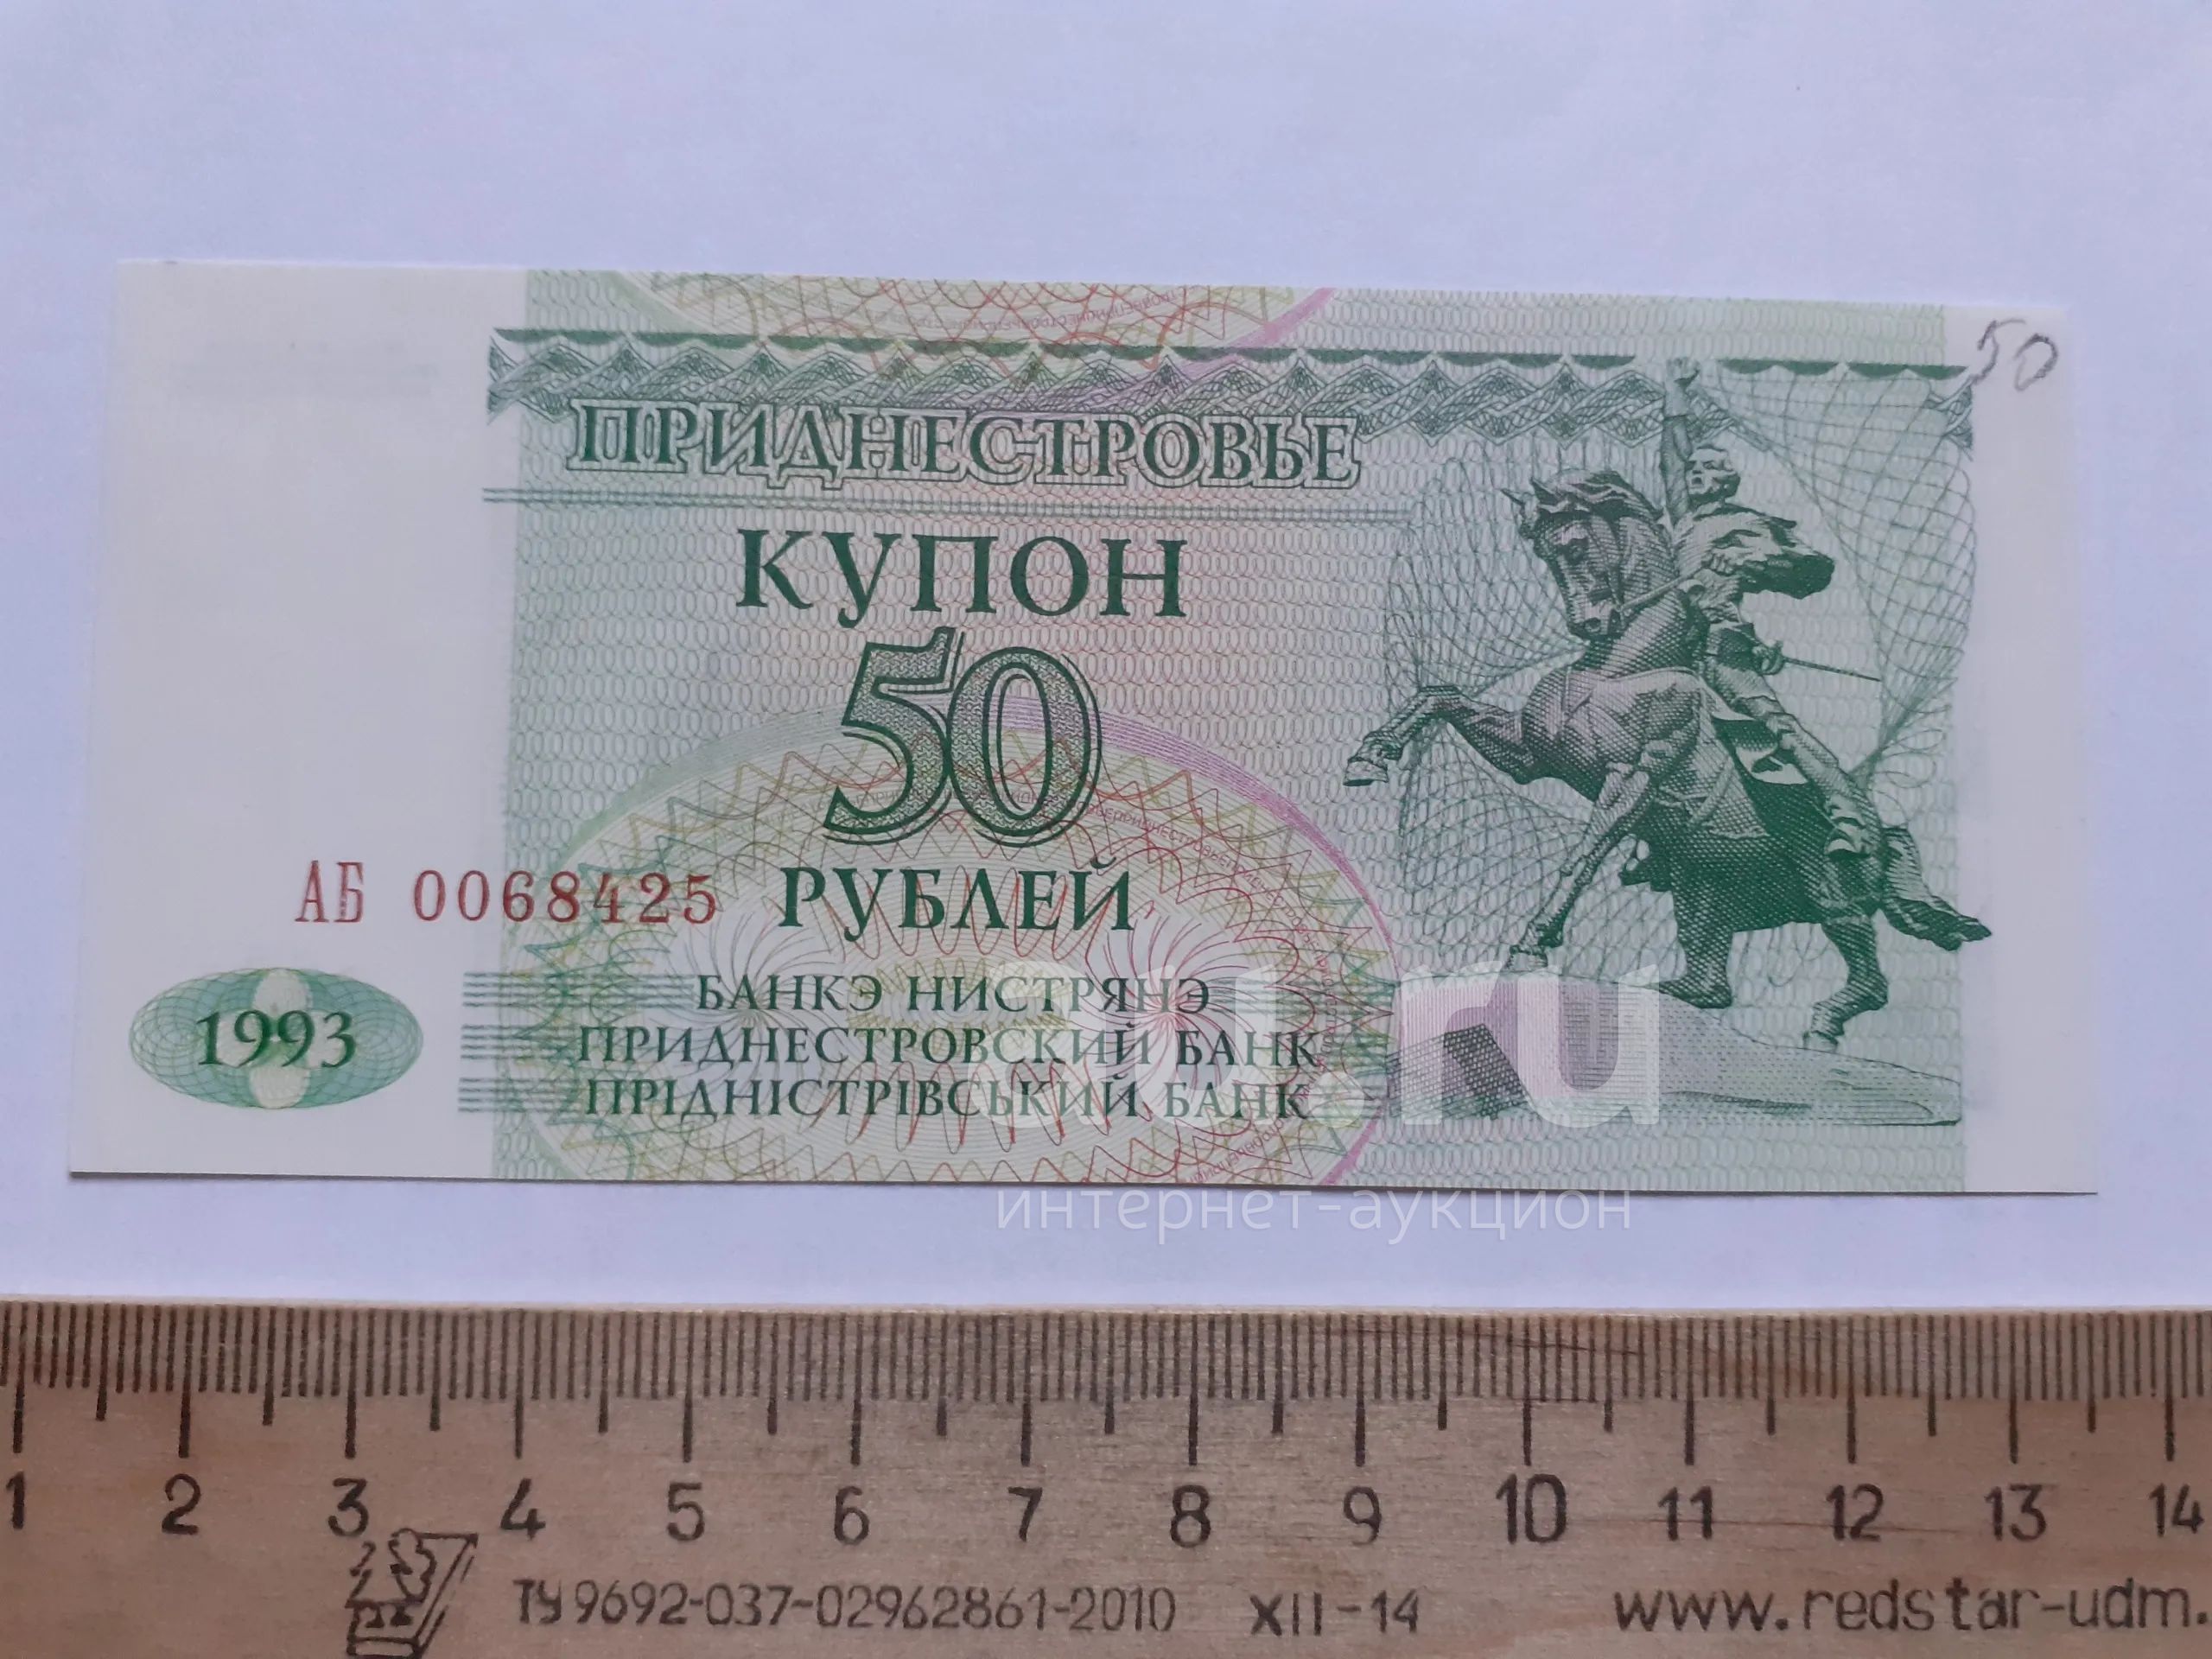 50
ПРИДНЕСТРОВЬЕ
КУПОН
50
РУБЛЕЙ
АБ 0068425
1993
БАНКЭ НИСТРЯНЭ
ПРИДНЕСТРОВСКИЙ БАНК
ПРІДНІСТРІВСЬКИЙ БАНК
au.ru
интернет-аукцион
1 2 3 4 5 6 7 8 9 10 11 12 13 14
ТУ 9692-037-02962861-2010 XII-14 www.redstar-udm.